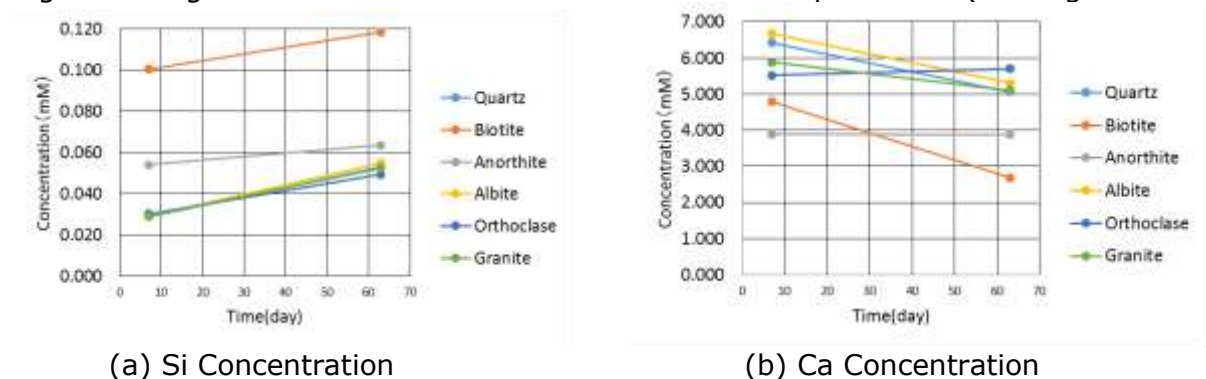 0.120
0.100
0.080
0.060
0.040
0.020
0.000
Concentration (mM)
0 10 20 30 40 50 60 70
Time(day)
Quartz
Biotite
Anorthite
Albite
Orthoclase
Granite
(a) Si Concentration
7.000
6.000
5.000
4.000
3.000
2.000
1.000
0.000
Concentration (mM)
0 10 20 30 40 50 60 70
Time(day)
Quartz
Biotite
Anorthite
Albite
Orthoclase
Granite
(b) Ca Concentration